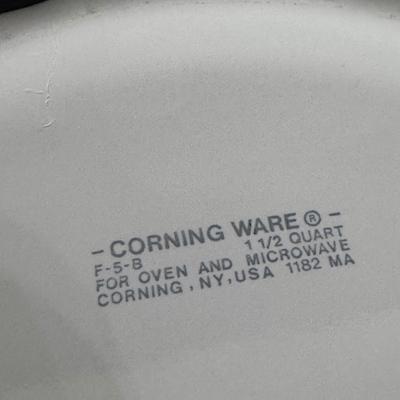 - CORNING WARE® -
F-5-B 1 1/2 QUART
FOR OVEN AND MICROWAVE
CORNING, NY, USA 1182 MA